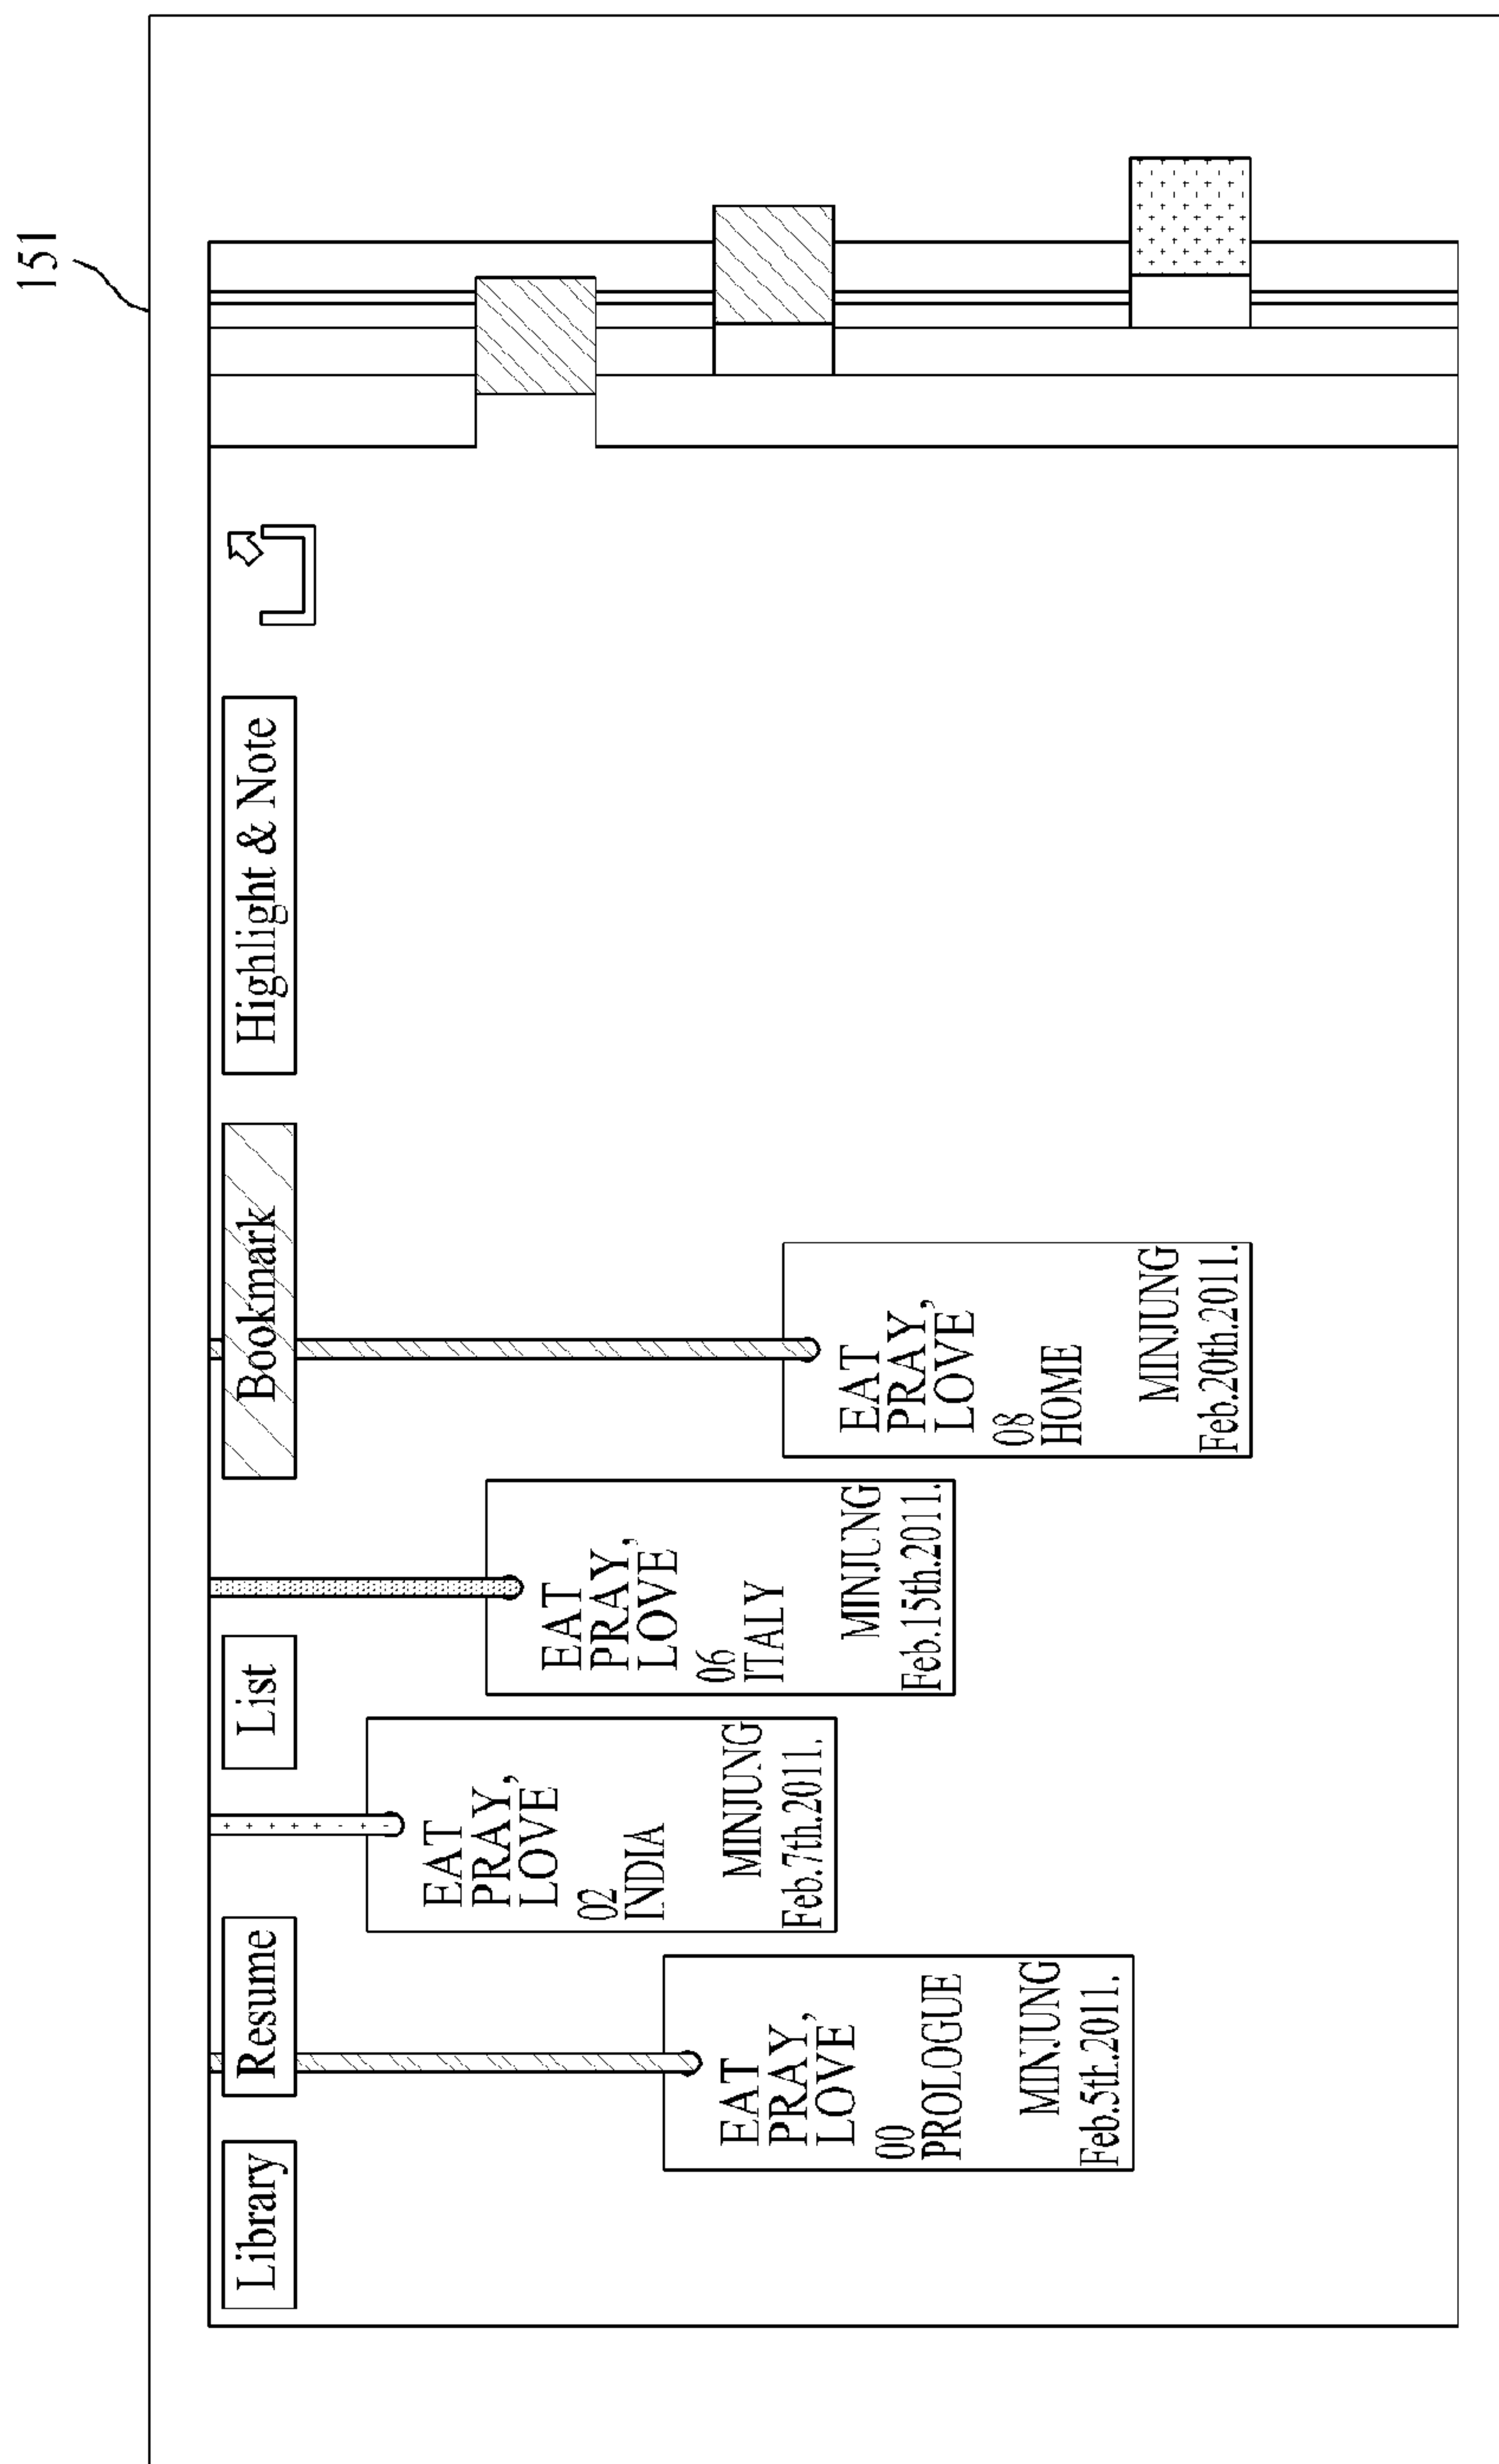 151
Library
Resume
List
Bookmark
Highlight & Note
EAT
PRAY,
LOVE
00
PROLOGUE
MINJUNG
Feb.5th.2011.
EAT
PRAY,
LOVE
02
INDIA
MINJUNG
Feb.7th.2011.
EAT
PRAY,
LOVE
06
ITALY
MINJUNG
Feb.15th.2011.
EAT
PRAY,
LOVE
08
HOME
MINJUNG
Feb.20th.2011.